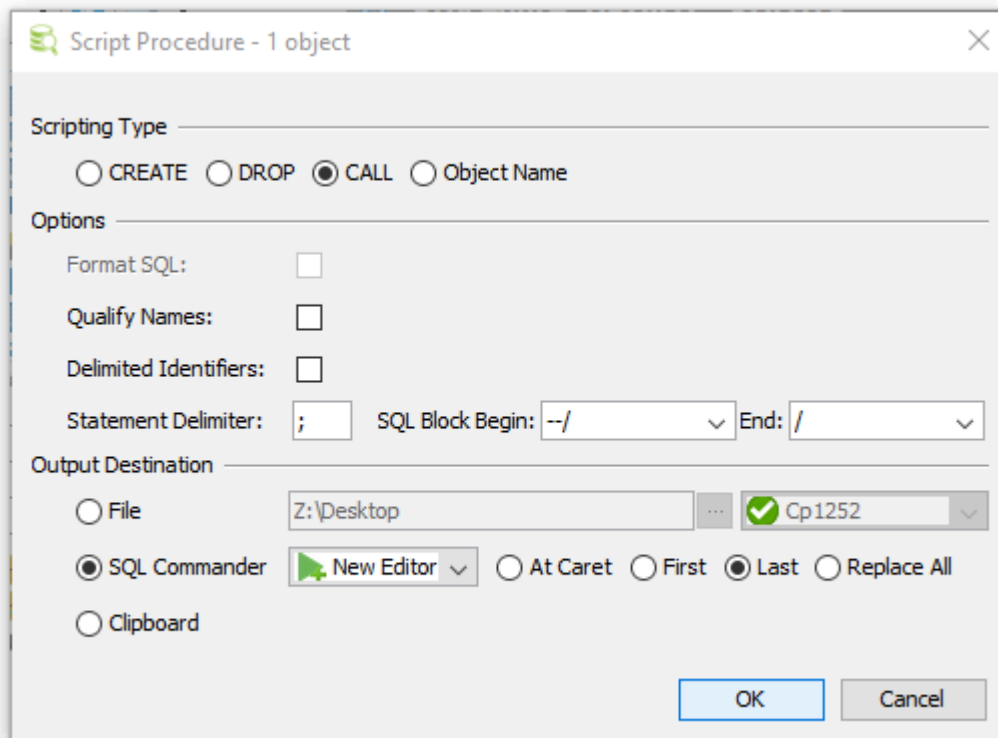 Script Procedure - 1 object
Scripting Type
CREATE DROP CALL Object Name
Options
Format SQL:
Qualify Names:
Delimited Identifiers:
Statement Delimiter: ; SQL Block Begin: --/ End: /
Output Destination
File Z:\Desktop ... Cp1252
SQL Commander New Editor At Caret First Last Replace All
Clipboard
OK Cancel